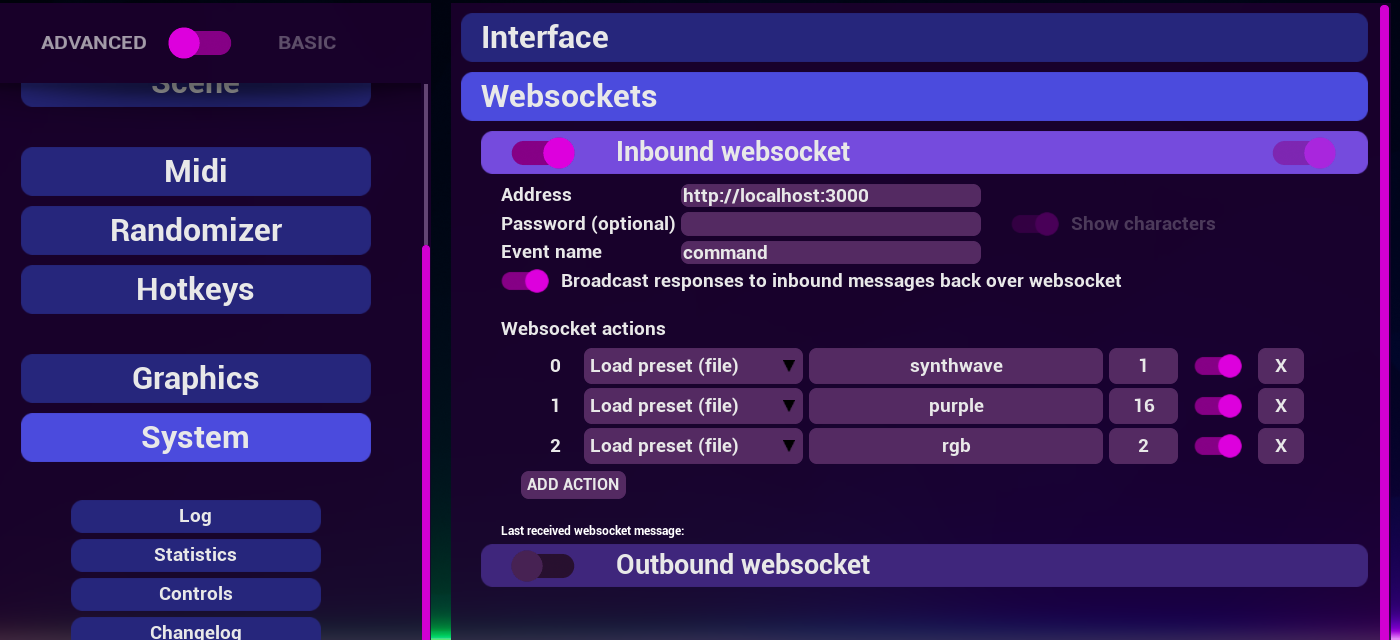 ADVANCED BASIC
Scene
Midi
Randomizer
Hotkeys
Graphics
System
Log
Statistics
Controls
Changelog
Interface
Websockets
Inbound websocket
Address http://localhost:3000
Password (optional) Show characters
Event name command
Broadcast responses to inbound messages back over websocket
Websocket actions
0 Load preset (file) ▼ synthwave 1 X
1 Load preset (file) ▼ purple 16 X
2 Load preset (file) ▼ rgb 2 X
ADD ACTION
Last received websocket message:
Outbound websocket